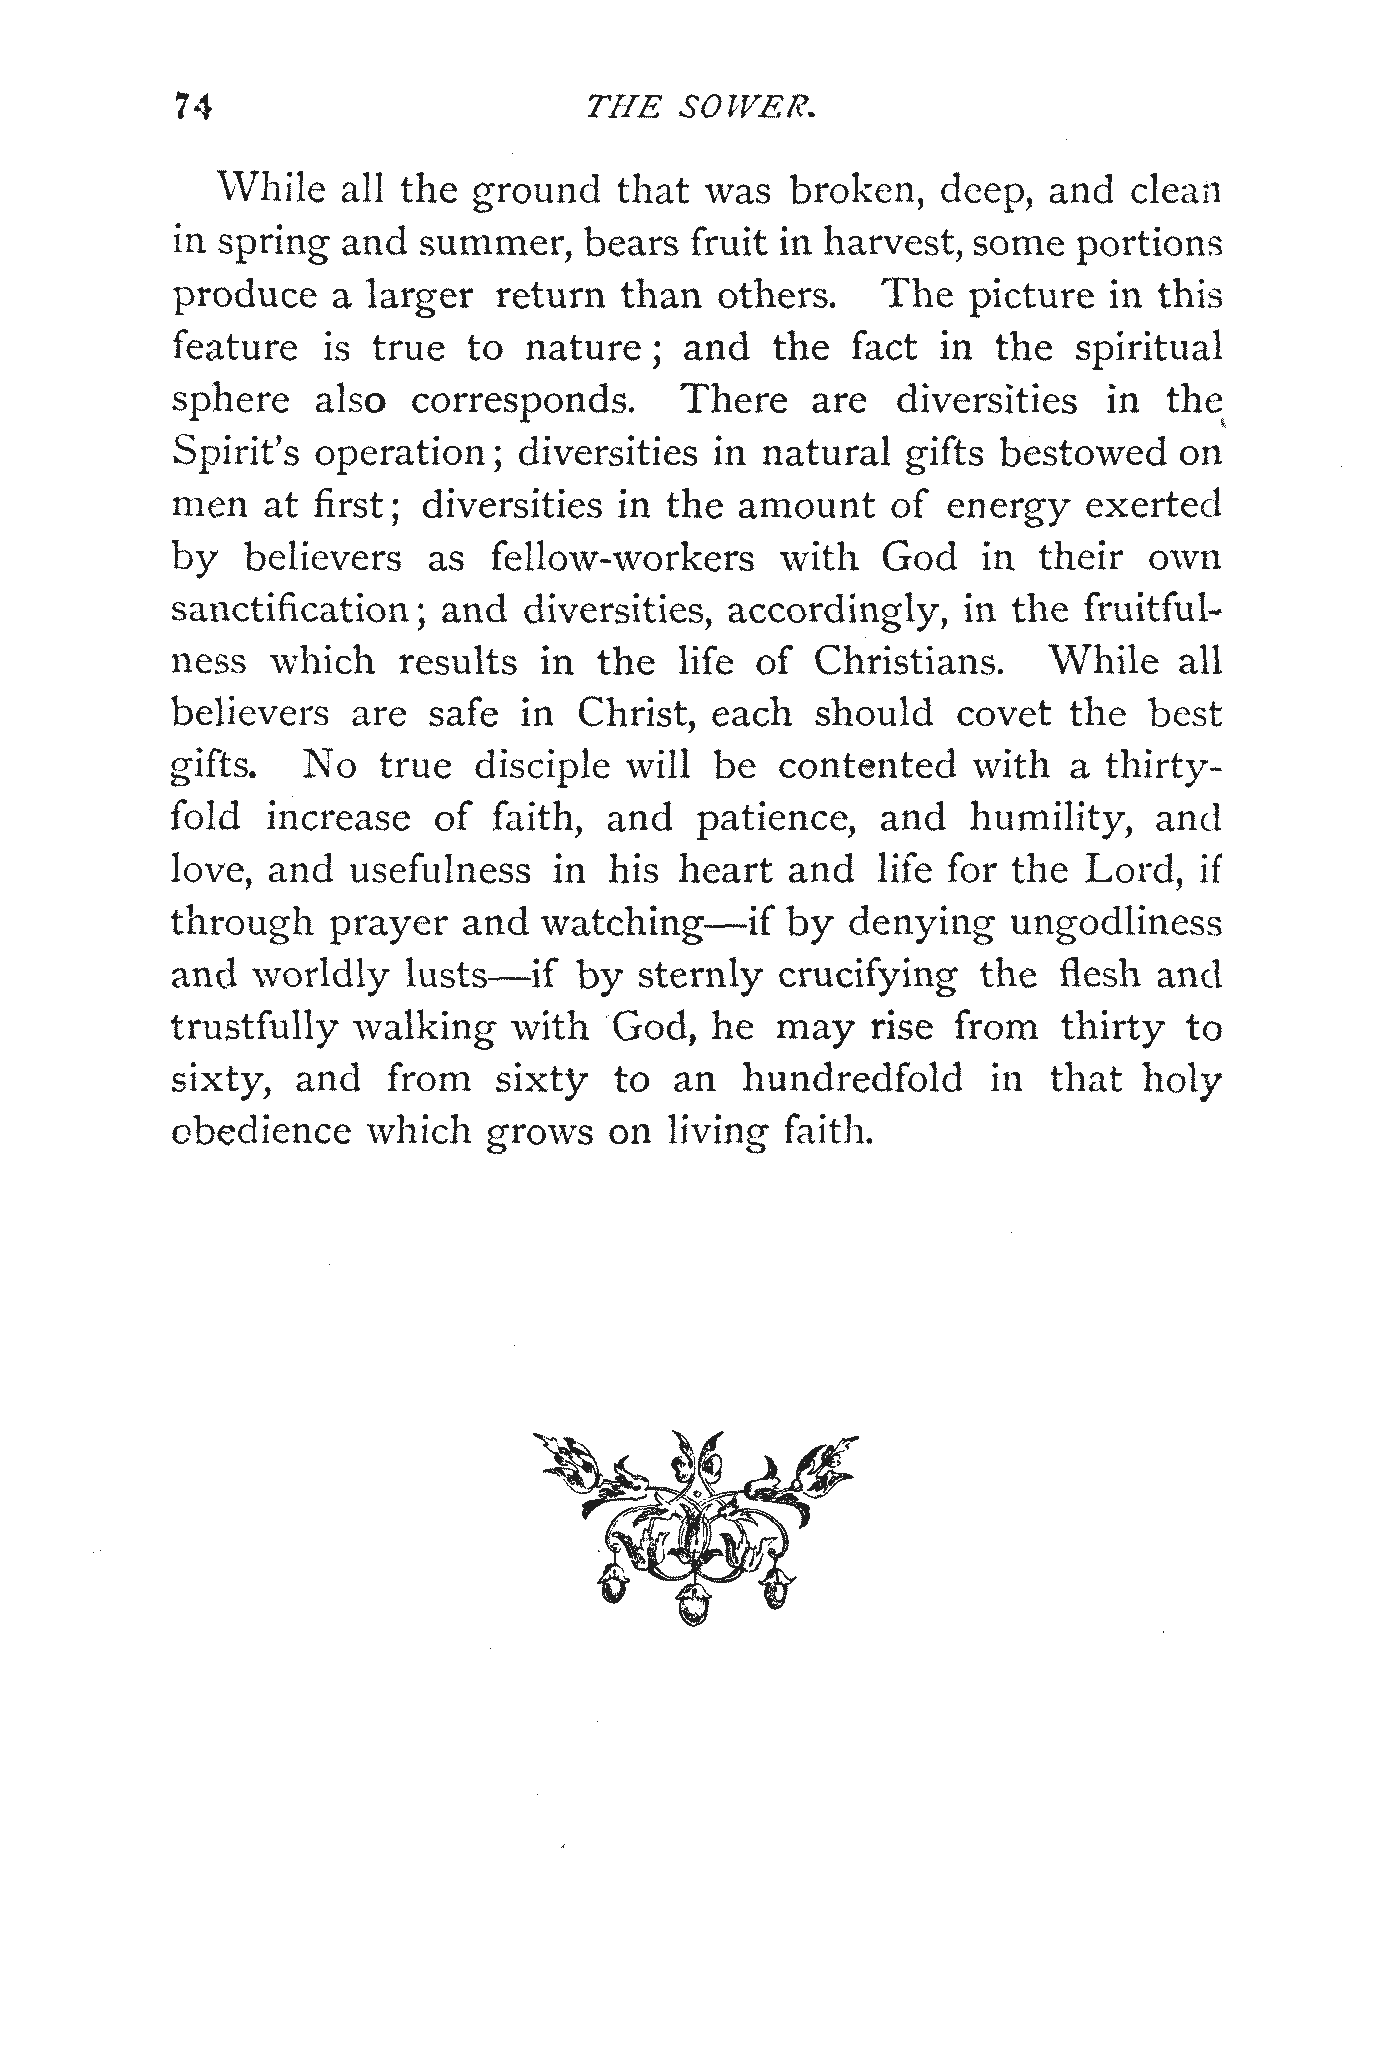 74 THE SOWER.
While all the ground that was broken, deep, and clean
in spring and summer, bears fruit in harvest, some portions
produce a larger return than others. The picture in this
feature is true to nature; and the fact in the spiritual
sphere also corresponds. There are diversities in the
Spirit's operation; diversities in natural gifts bestowed on
men at first; diversities in the amount of energy exerted
by believers as fellow-workers with God in their own
sanctification; and diversities, accordingly, in the fruitful-
ness which results in the life of Christians. While all
believers are safe in Christ, each should covet the best
gifts. No true disciple will be contented with a thirty-
fold increase of faith, and patience, and humility, and
love, and usefulness in his heart and life for the Lord, if
through prayer and watching—if by denying ungodliness
and worldly lusts—if by sternly crucifying the flesh and
trustfully walking with God, he may rise from thirty to
sixty, and from sixty to an hundredfold in that holy
obedience which grows on living faith.